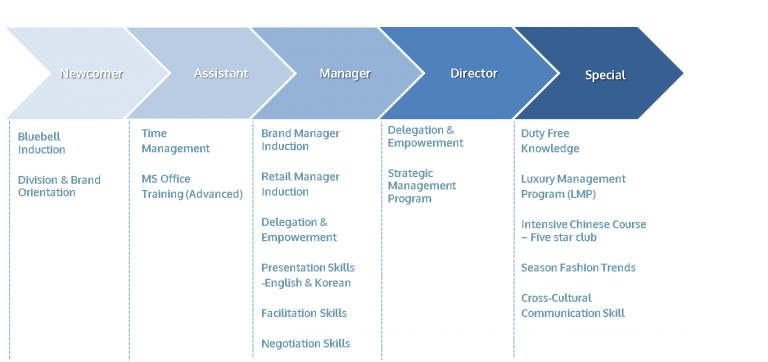 Newcomer
Assistant
Manager
Director
Special
Bluebell
Induction
Division & Brand
Orientation
Time
Management
MS Office
Training (Advanced)
Brand Manager
Induction
Retail Manager
Induction
Delegation &
Empowerment
Presentation Skills
-English & Korean
Facilitation Skills
Negotiation Skills
Delegation &
Empowerment
Strategic
Management
Program
Duty Free
Knowledge
Luxury Management
Program (LMP)
Intensive Chinese Course
– Five star club
Season Fashion Trends
Cross-Cultural
Communication Skill